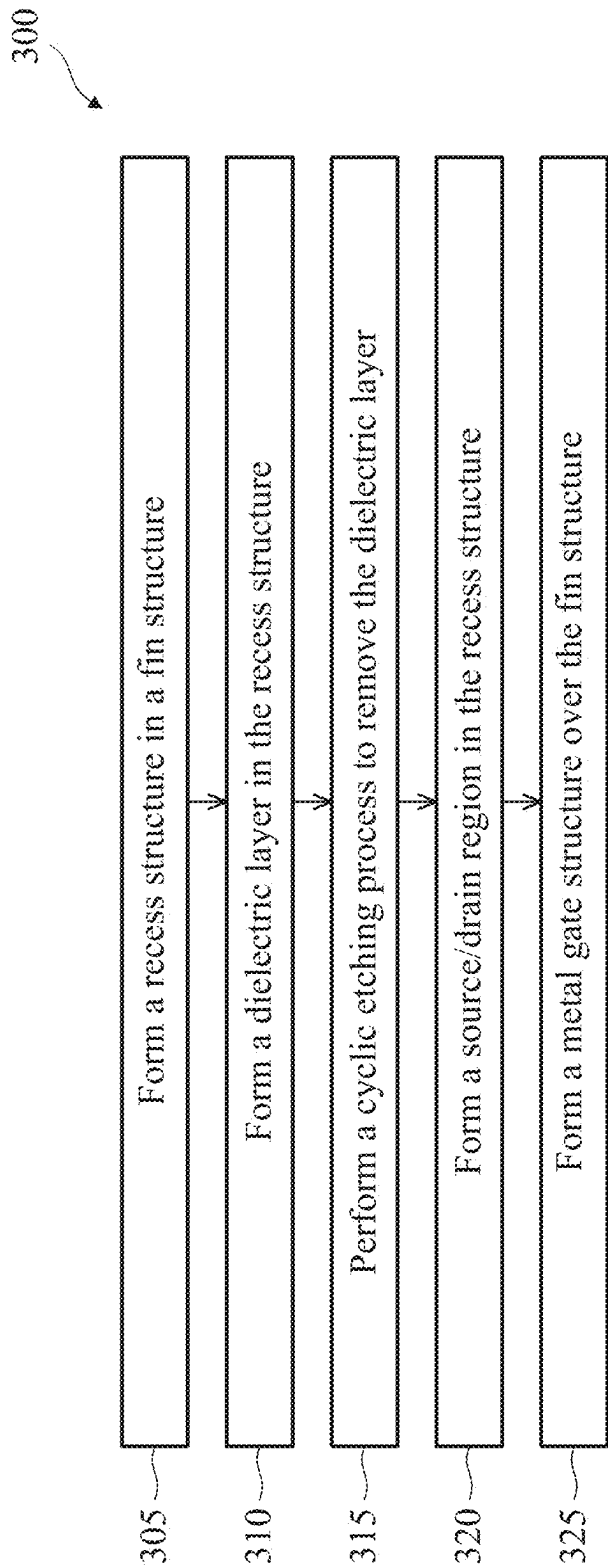 300
305 Form a recess structure in a fin structure
310 Form a dielectric layer in the recess structure
315 Perform a cyclic etching process to remove the dielectric layer
320 Form a source/drain region in the recess structure
325 Form a metal gate structure over the fin structure